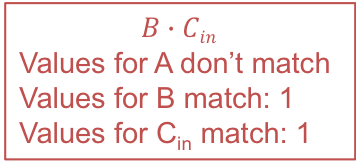 B · C_in
Values for A don’t match
Values for B match: 1
Values for C_in match: 1